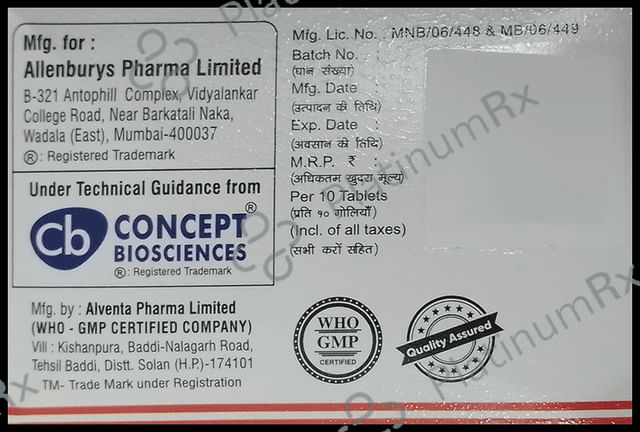 Mfg. for :
Allenburys Pharma Limited
B-321 Antophill Complex, Vidyalankar
College Road, Near Barkatali Naka,
Wadala (East), Mumbai-400037
®: Registered Trademark
Under Technical Guidance from
Cb CONCEPT®
BIOSCIENCES
®: Registered Trademark
Mfg. by : Alventa Pharma Limited
(WHO - GMP CERTIFIED COMPANY)
Vill : Kishanpura, Baddi-Nalagarh Road,
Tehsil Baddi, Distt. Solan (H.P.)-174101
TM- Trade Mark under Registration
Mfg. Lic. No. : MNB/06/448 & MB/06/449
Batch No. :
(घान संख्या)
Mfg. Date :
(उत्पादन की तिथि)
Exp. Date :
(अवसान की तिथि)
M.R.P. ₹ :
(अधिकतम खुदरा मूल्य)
Per 10 Tablets
(प्रति १० गोलियाँ)
(Incl. of all taxes)
(सभी करों सहित)
WHO
GMP
CERTIFIED
Quality Assured
PlatinumRx
PlatinumRx
PlatinumRx
Rx